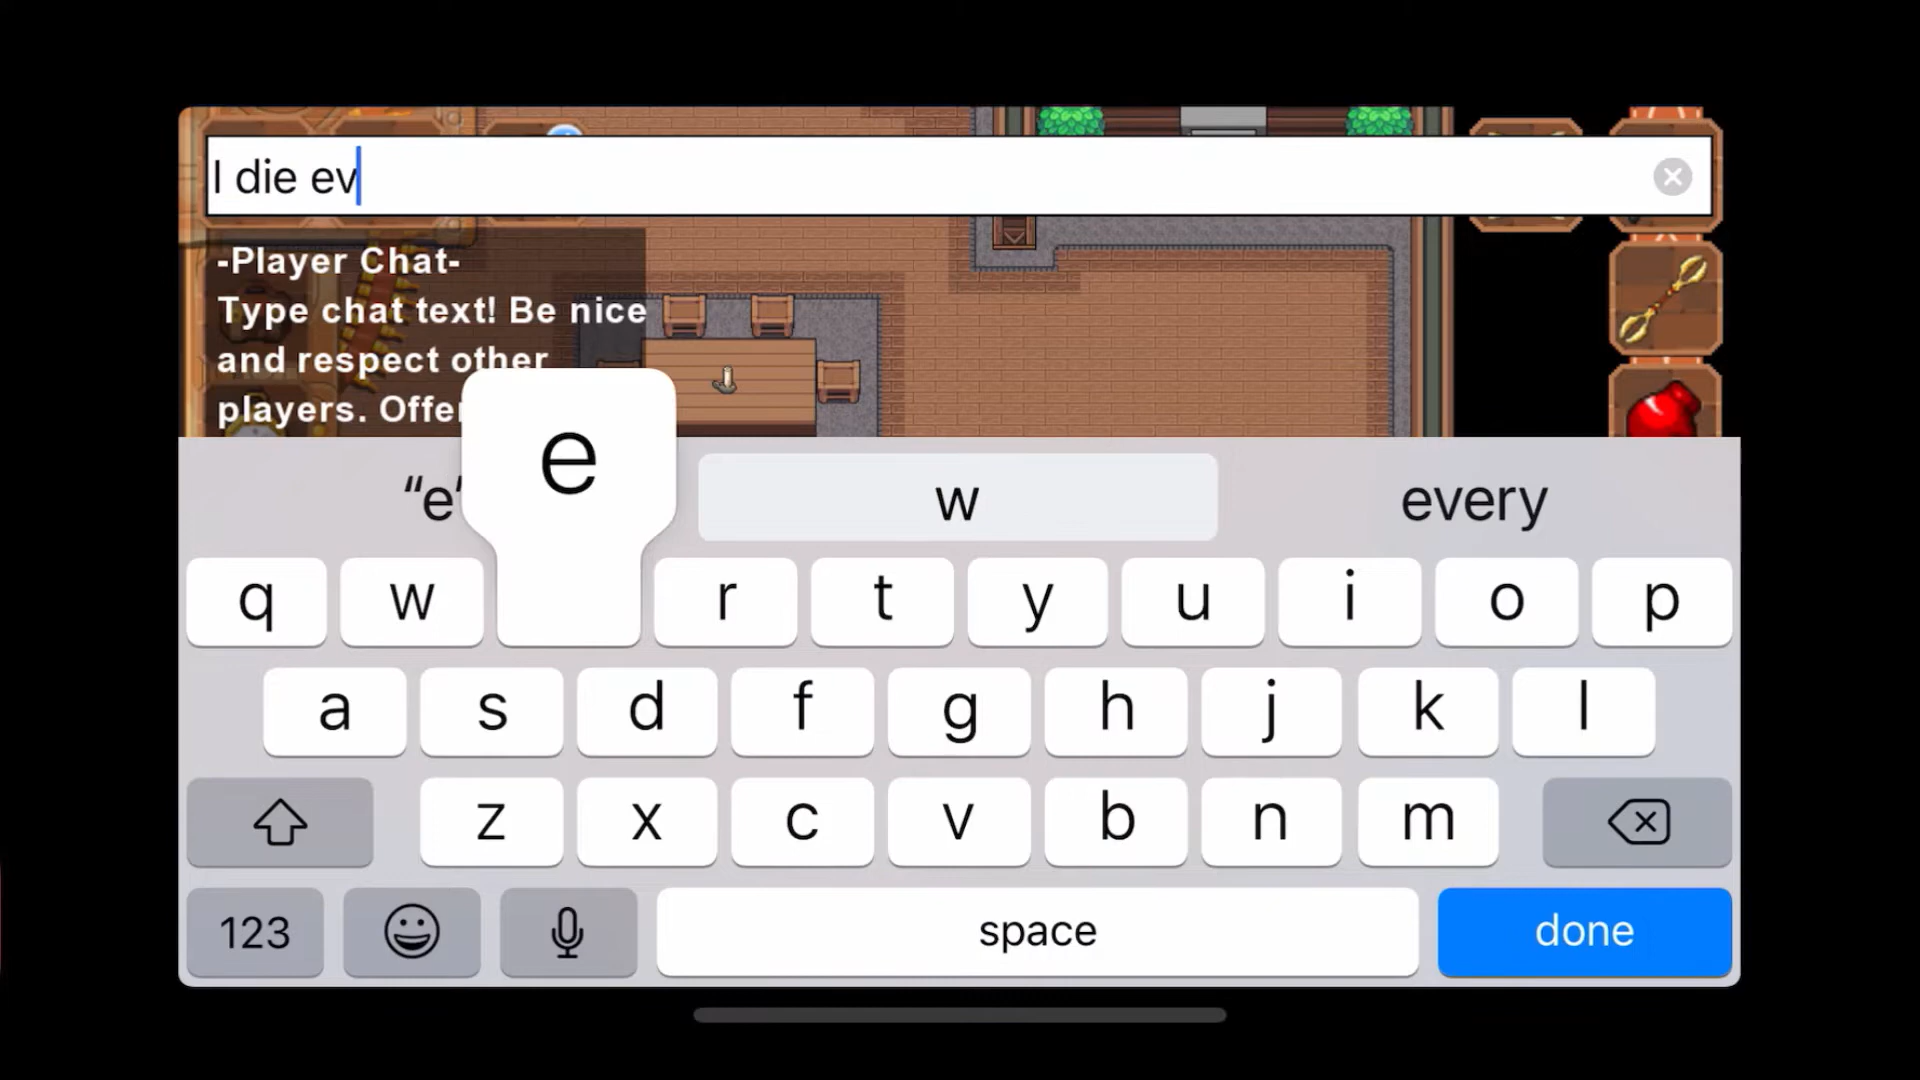 I die ev
-Player Chat-
Type chat text! Be nice
and respect other
players. Offe
“e” w every
e
q w r t y u i o p
a s d f g h j k l
z x c v b n m
123 space done